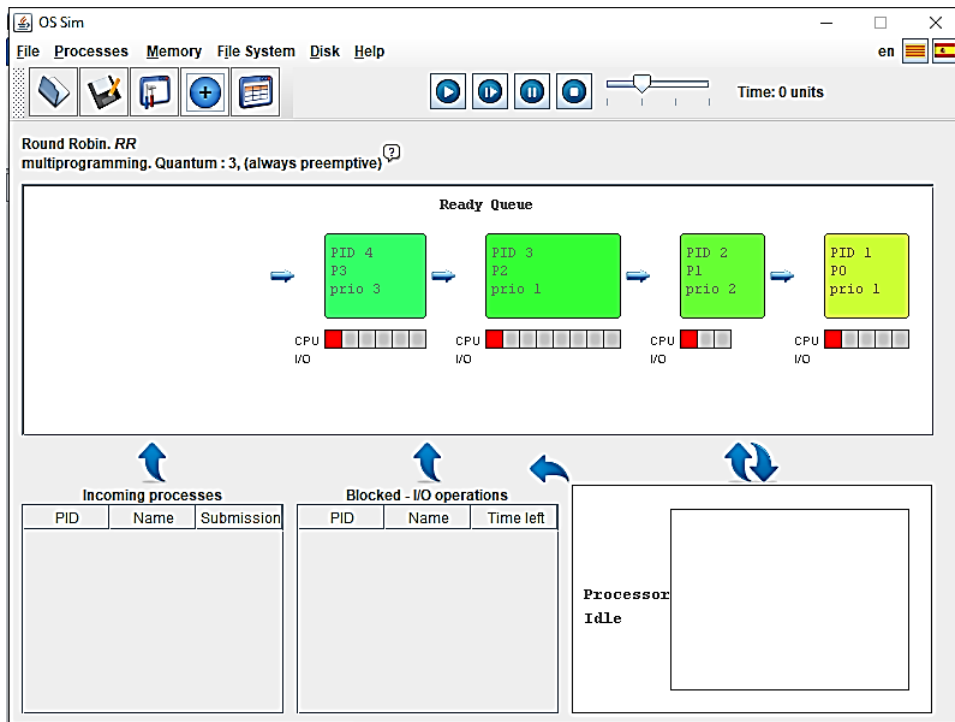 OS Sim
File Processes Memory File System Disk Help
en
Time: 0 units
Round Robin. RR
multiprogramming. Quantum : 3, (always preemptive)
?
Ready Queue
PID 4
P3
prio 3
CPU
I/O
PID 3
P2
prio 1
CPU
I/O
PID 2
P1
prio 2
CPU
I/O
PID 1
P0
prio 1
CPU
I/O
Incoming processes
PID Name Submission
Blocked - I/O operations
PID Name Time left
Processor
Idle